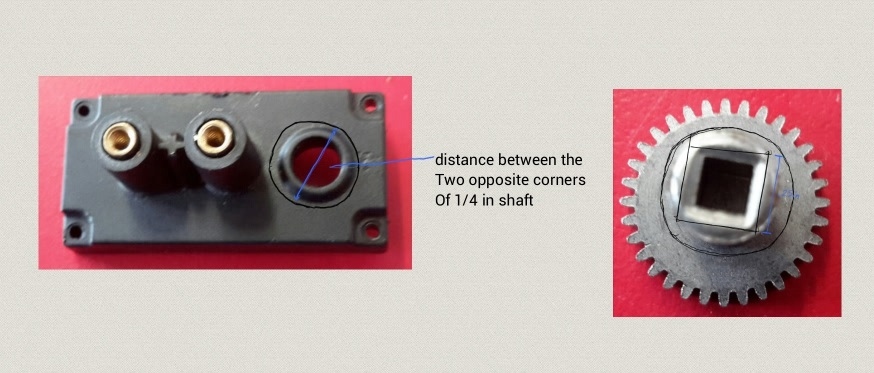 distance between the
Two opposite corners
Of 1/4 in shaft